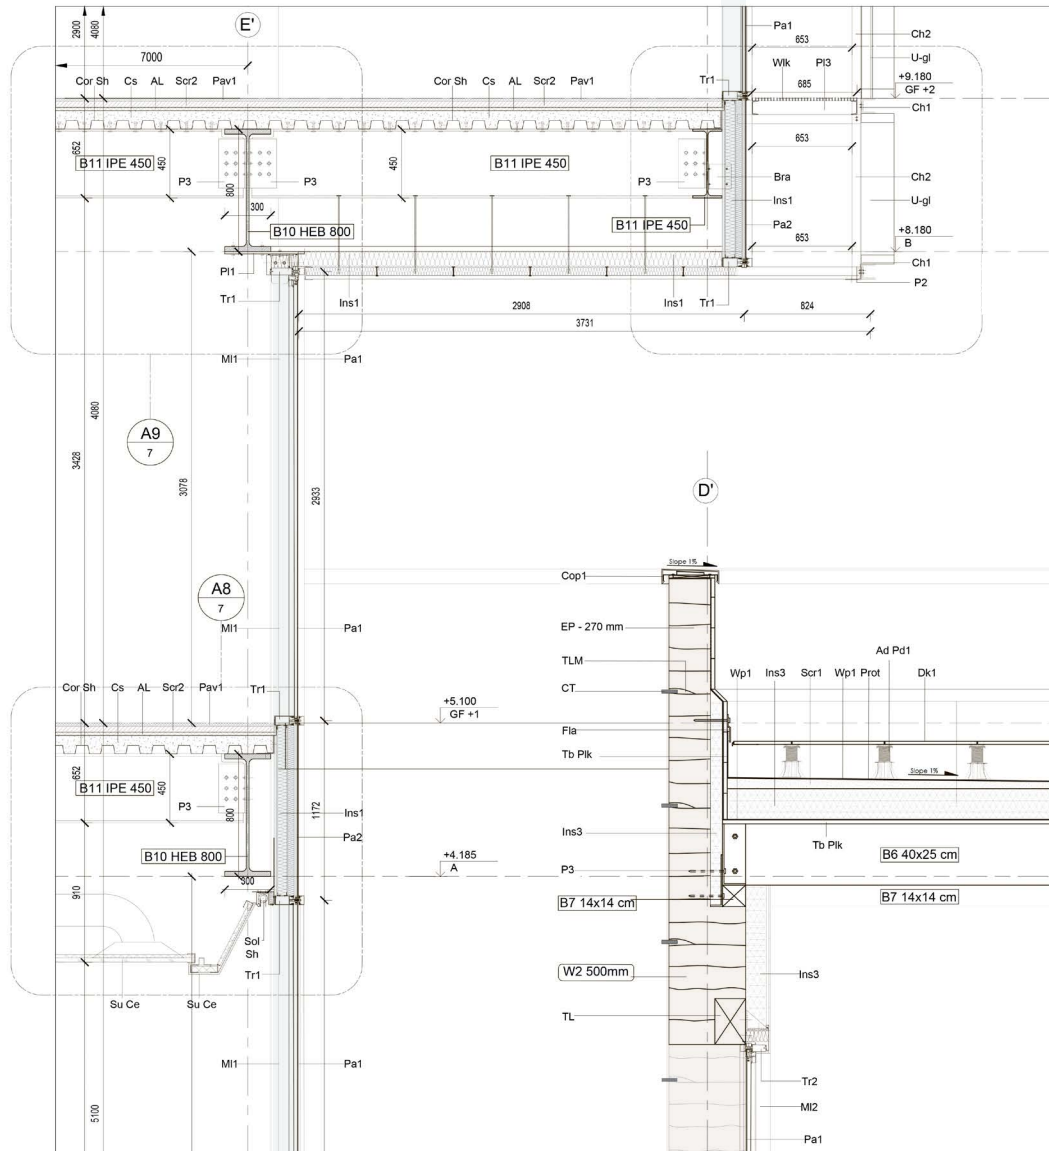 2900
4080
E'
7000
Cor Sh Cs AL Scr2 Pav1
Cor Sh Cs AL Scr2 Pav1
Tr1
Pa1
653
Wlk Pl3
685
Ch2
U-gl
+9.180
GF +2
Ch1
652
B11 IPE 450
450
P3 P3
800
300
B10 HEB 800
450
B11 IPE 450
P3
B11 IPE 450
653
Bra
Ins1
Pa2
653
Ch2
U-gl
+8.180
B
Ch1
P2
Pl1
Tr1
Ins1
Ins1
Tr1
2908
824
3731
Ml1
Pa1
4080
A9
7
3428
3078
2933
D'
A8
7
Ml1
Pa1
Slope 1%
Cop1
EP - 270 mm
TLM
CT
Fla
Tb Plk
Ad Pd1
Wp1 Ins3 Scr1 Wp1 Prot Dk1
Cor Sh Cs AL Scr2 Pav1
Tr1
+5.100
GF +1
652
B11 IPE 450
450
P3
800
1172
Ins1
Pa2
B10 HEB 800
300
+4.185
A
Slope 1%
Ins3
Tb Plk
B6 40x25 cm
P3
B7 14x14 cm
B7 14x14 cm
910
Sol
Sh
Tr1
Su Ce
Su Ce
W2 500mm
TL
Ins3
Ml1
Pa1
5100
Tr2
Ml2
Pa1